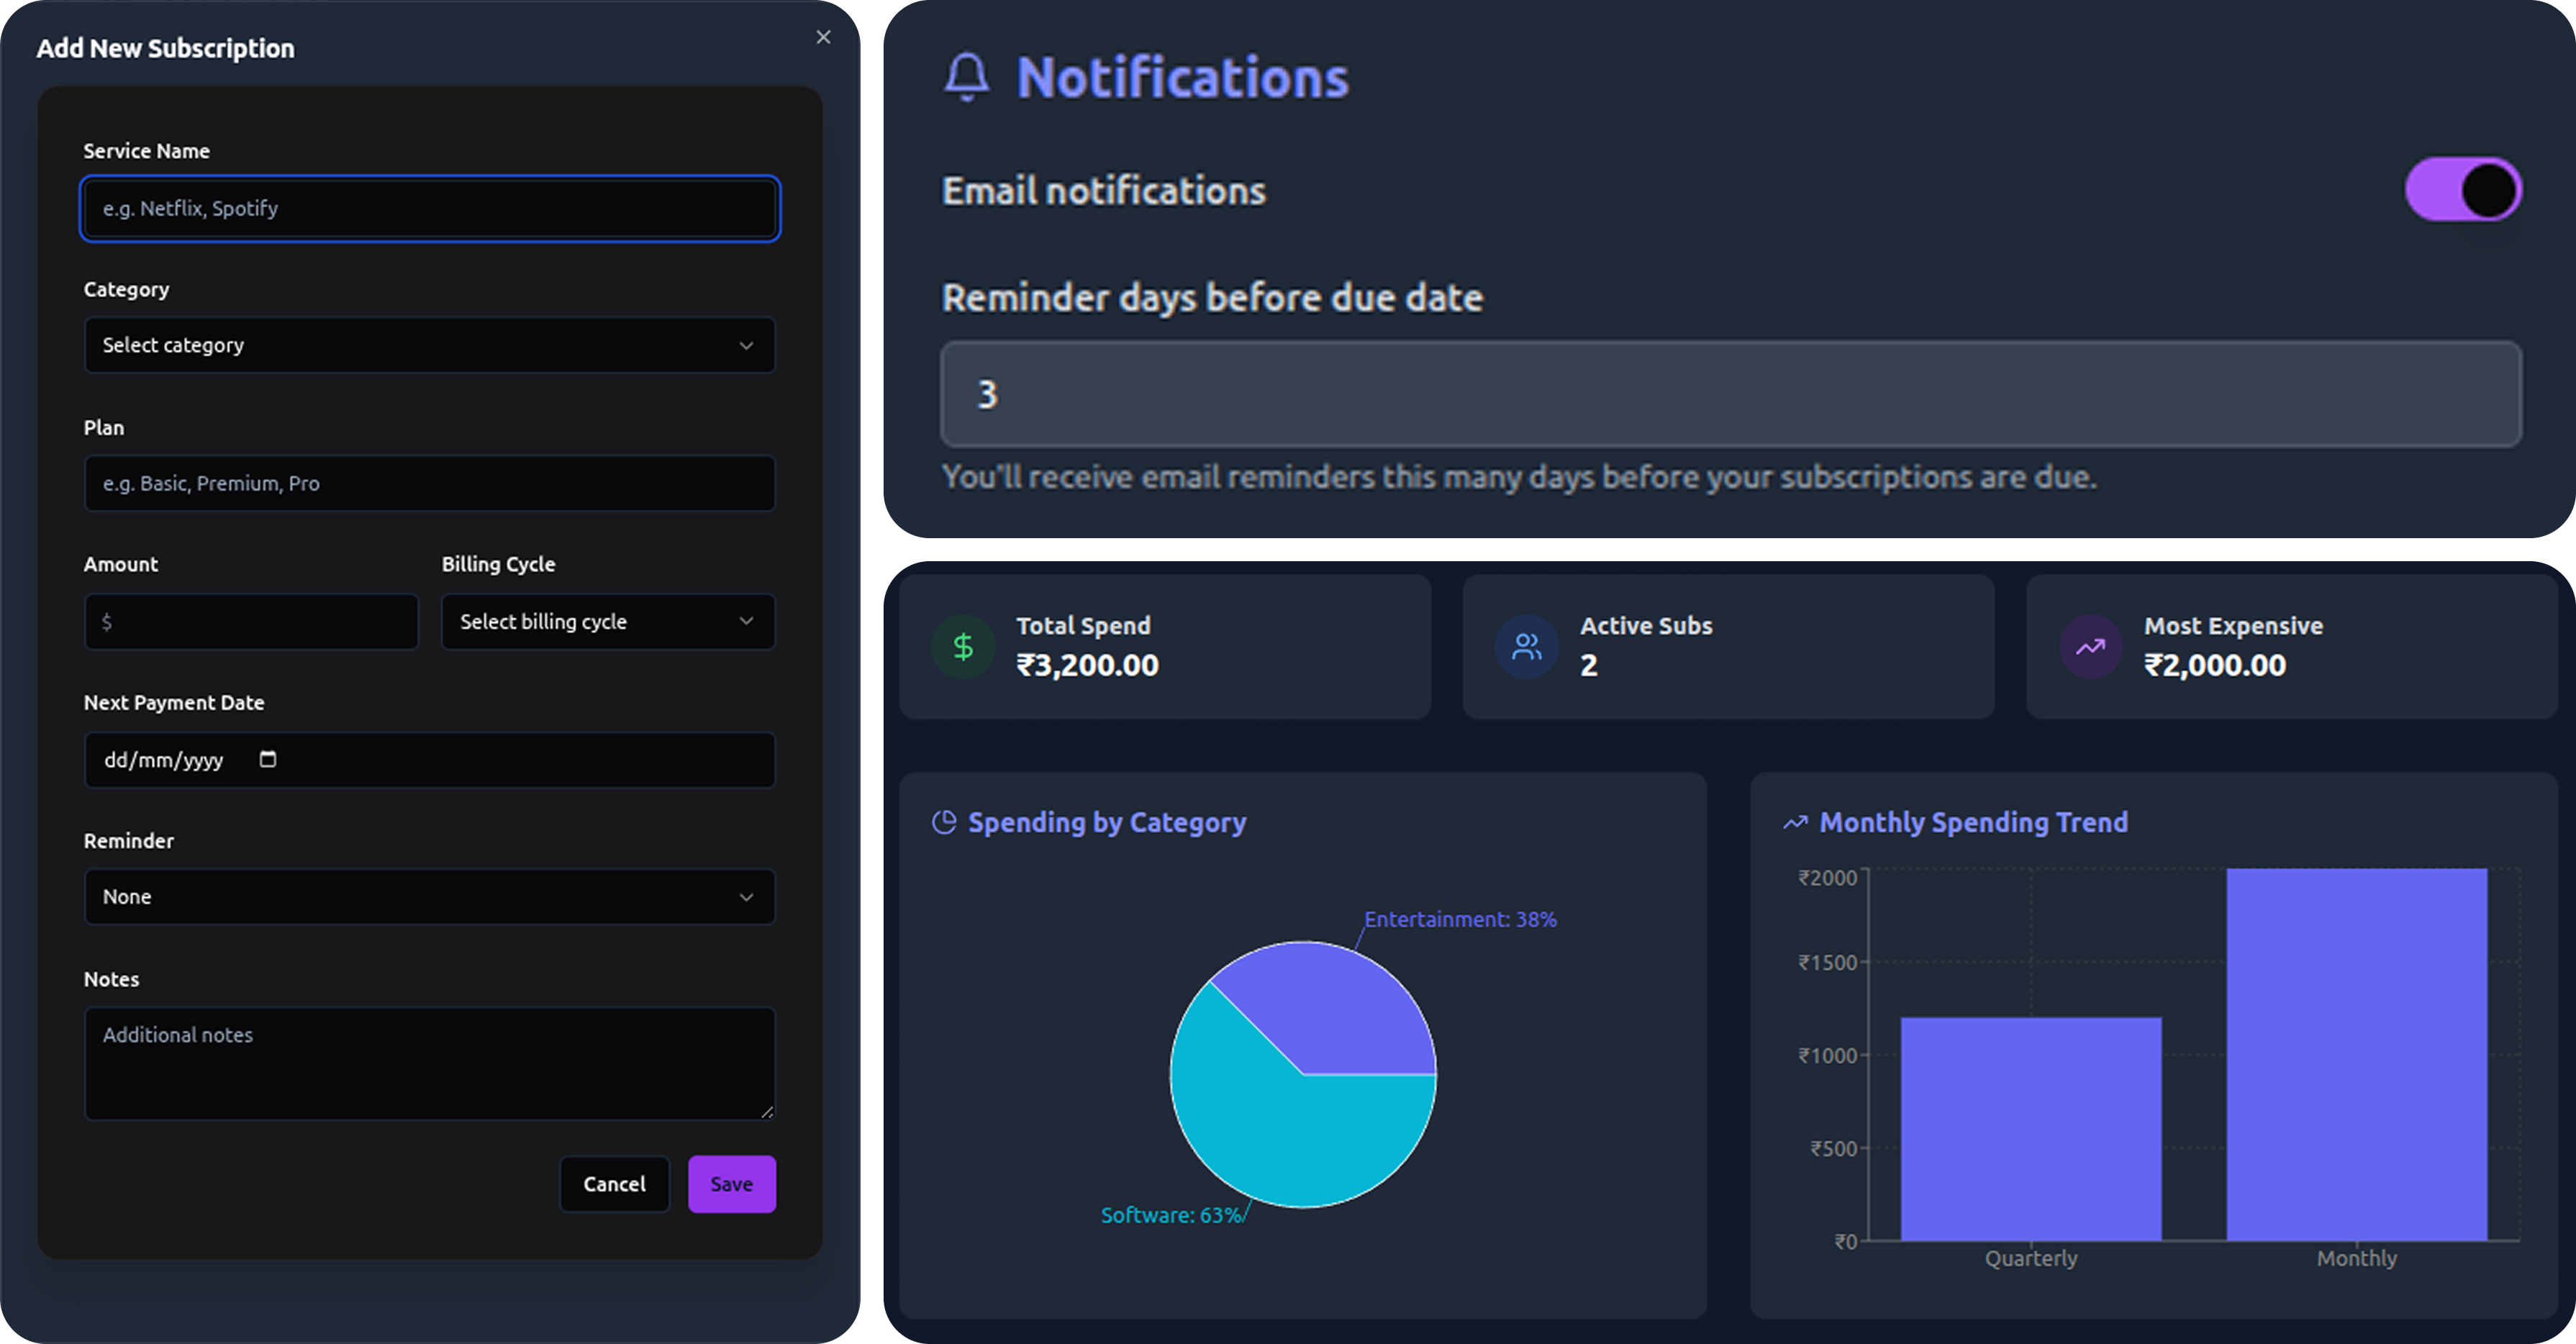 Add New Subscription
Service Name
e.g. Netflix, Spotify
Category
Select category
Plan
e.g. Basic, Premium, Pro
Amount
Billing Cycle
$
Select billing cycle
Next Payment Date
dd/mm/yyyy
Reminder
None
Notes
Additional notes
Cancel
Save
Notifications
Email notifications
Reminder days before due date
3
You'll receive email reminders this many days before your subscriptions are due.
$
Total Spend
₹3,200.00
Active Subs
2
Most Expensive
₹2,000.00
Spending by Category
Entertainment: 38%
Software: 63%
Monthly Spending Trend
₹2000
₹1500
₹1000
₹500
₹0
Quarterly
Monthly